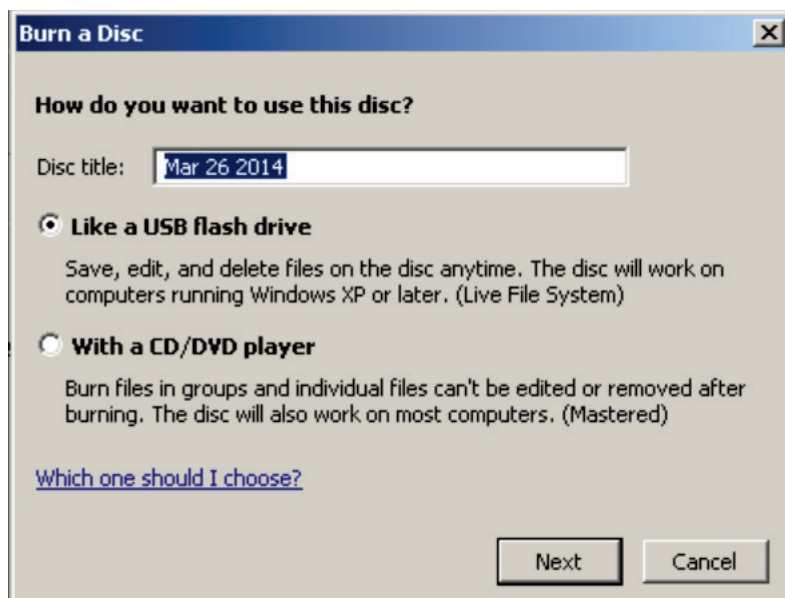 Burn a Disc
How do you want to use this disc?
Disc title: Mar 26 2014
Like a USB flash drive
Save, edit, and delete files on the disc anytime. The disc will work on
computers running Windows XP or later. (Live File System)
With a CD/DVD player
Burn files in groups and individual files can't be edited or removed after
burning. The disc will also work on most computers. (Mastered)
Which one should I choose?
Next Cancel